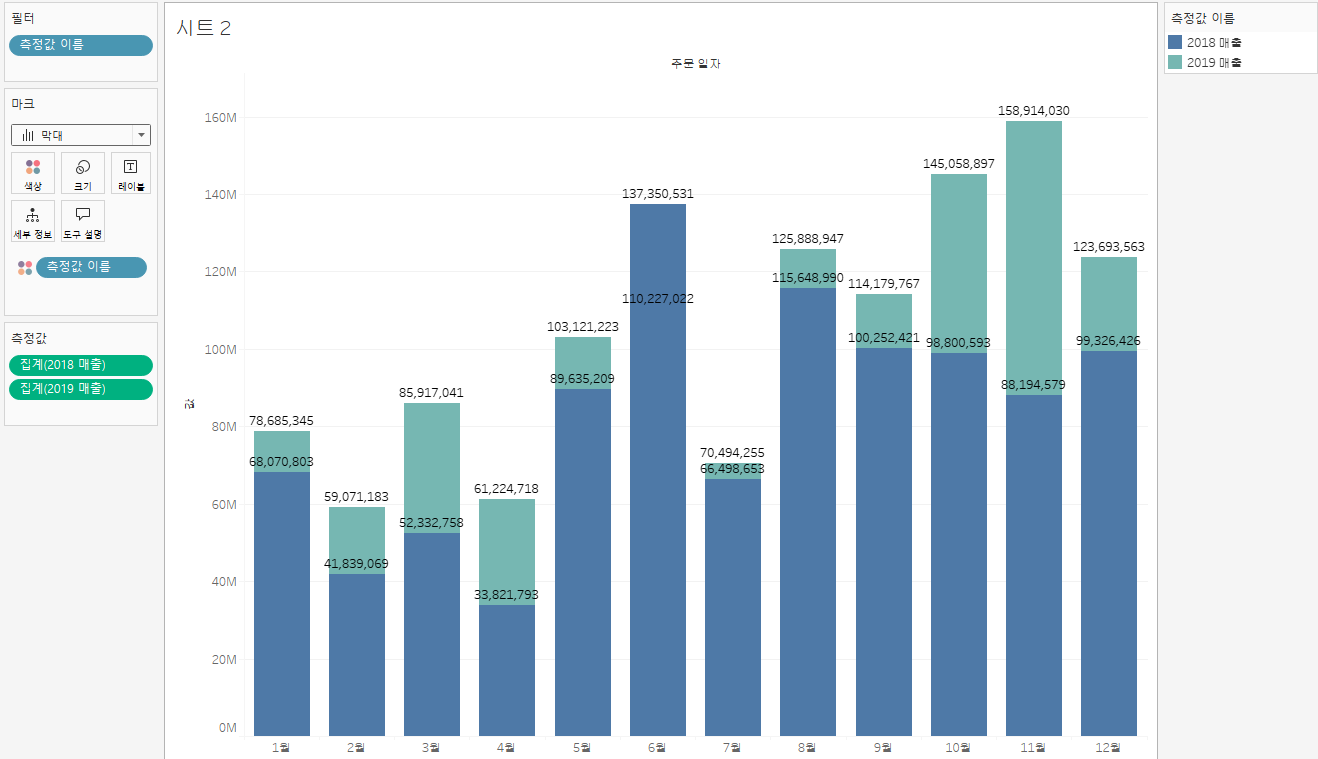 필터
측정값 이름
마크
막대
색상
크기
레이블
세부 정보
도구 설명
측정값 이름
측정값
집계(2018 매출)
집계(2019 매출)
시트 2
주문 일자
값
160M
140M
120M
100M
80M
60M
40M
20M
0M
78,685,345
68,070,803
59,071,183
41,839,069
85,917,041
52,332,758
61,224,718
33,821,793
103,121,223
89,635,209
137,350,531
110,227,022
70,494,255
66,498,653
125,888,947
115,648,990
114,179,767
100,252,421
145,058,897
98,800,593
158,914,030
88,194,579
123,693,563
99,326,426
1월 2월 3월 4월 5월 6월 7월 8월 9월 10월 11월 12월
측정값 이름
2018 매출
2019 매출